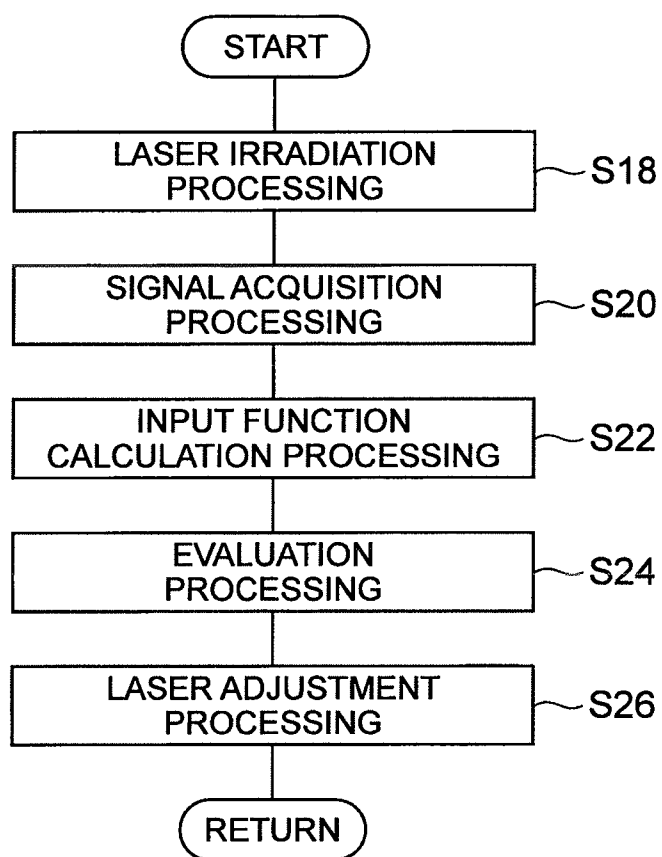 START
LASER IRRADIATION
PROCESSING
S18
SIGNAL ACQUISITION
PROCESSING
S20
INPUT FUNCTION
CALCULATION PROCESSING
S22
EVALUATION
PROCESSING
S24
LASER ADJUSTMENT
PROCESSING
S26
RETURN